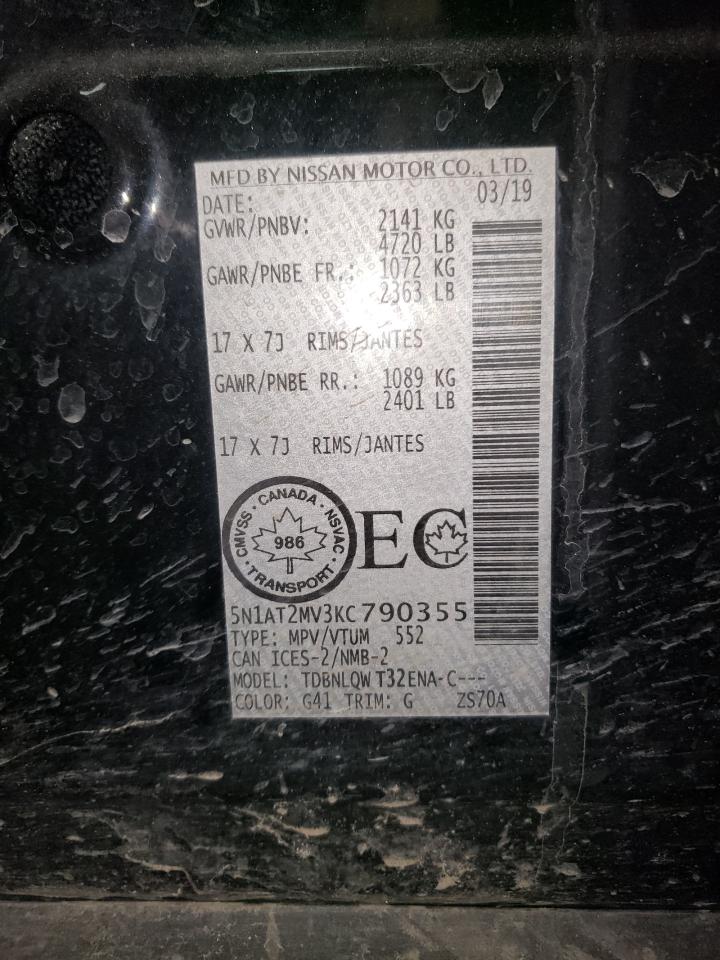 MFD BY NISSAN MOTOR CO., LTD.
DATE: 03/19
GVWR/PNBV: 2141 KG
4720 LB
GAWR/PNBE FR.: 1072 KG
2363 LB
17 X 7J RIMS/JANTES
GAWR/PNBE RR.: 1089 KG
2401 LB
17 X 7J RIMS/JANTES
CMVSS · CANADA · NSVAC · TRANSPORT ·
986
EC
5N1AT2MV3KC790355
TYPE: MPV/VTUM 552
CAN ICES-2/NMB-2
MODEL: TDBNLQW T32ENA-C---
COLOR: G41 TRIM: G ZS70A